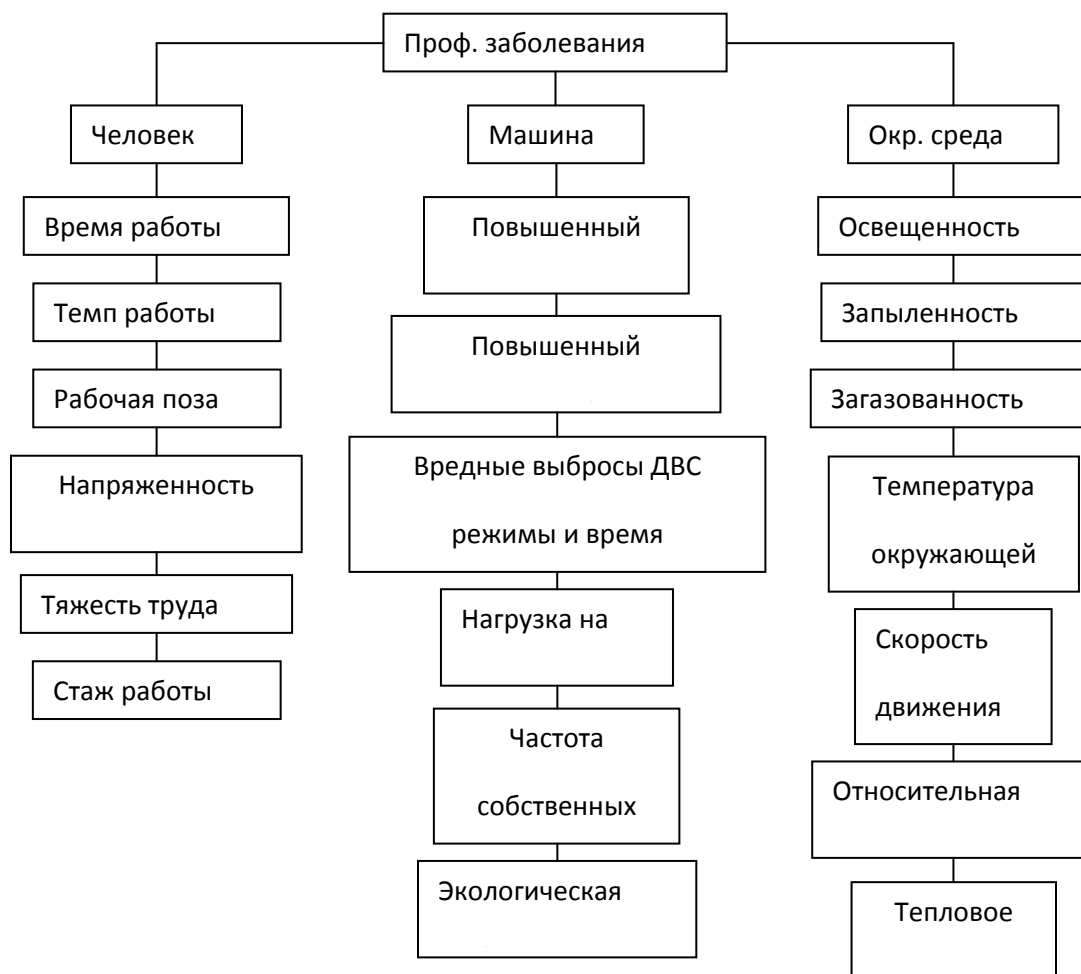 Проф. заболевания
Человек
Время работы
Темп работы
Рабочая поза
Напряженность
Тяжесть труда
Стаж работы
Машина
Повышенный
Повышенный
Вредные выбросы ДВС
режимы и время
Нагрузка на
Частота
собственных
Экологическая
Окр. среда
Освещенность
Запыленность
Загазованность
Температура
окружающей
Скорость
движения
Относительная
Тепловое